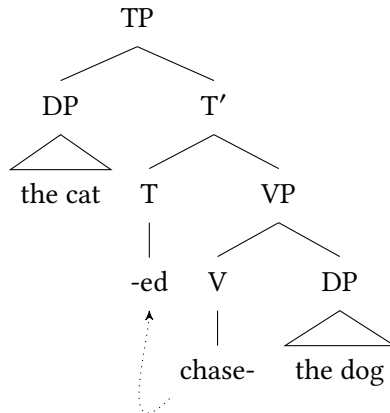 TP
DP T′
the cat T VP
-ed V DP
chase- the dog